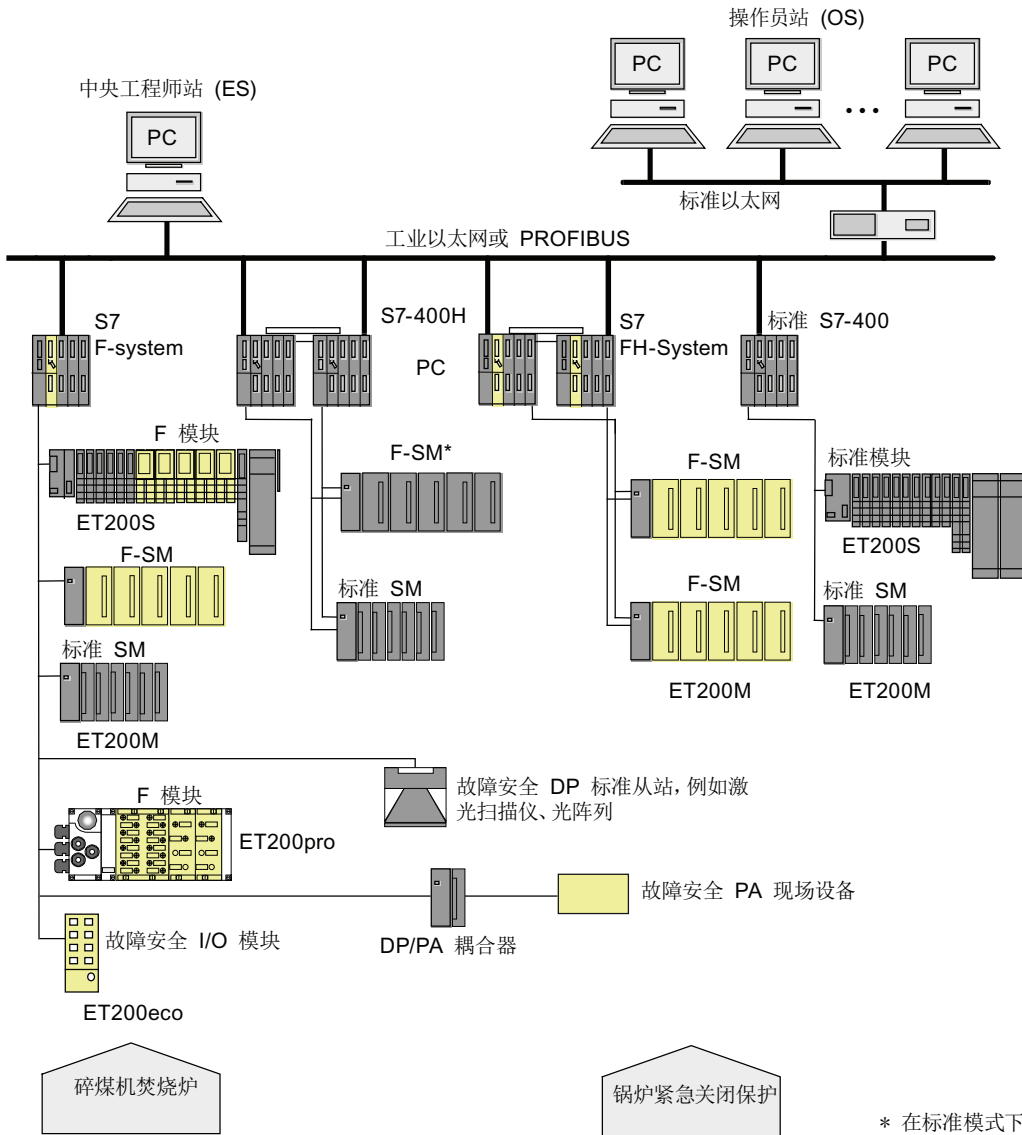 操作员站 (OS)
PC
PC
PC
中央工程师站 (ES)
PC
标准以太网
工业以太网或 PROFIBUS
S7
F-system
S7-400H
PC
S7
FH-System
标准 S7-400
F 模块
ET200S
F-SM*
F-SM
标准模块
ET200S
F-SM
标准 SM
F-SM
标准 SM
标准 SM
ET200M
ET200M
ET200M
F 模块
ET200pro
故障安全 DP 标准从站, 例如激
光扫描仪、光阵列
故障安全 PA 现场设备
DP/PA 耦合器
故障安全 I/O 模块
ET200eco
碎煤机焚烧炉
锅炉紧急关闭保护
* 在标准模式下